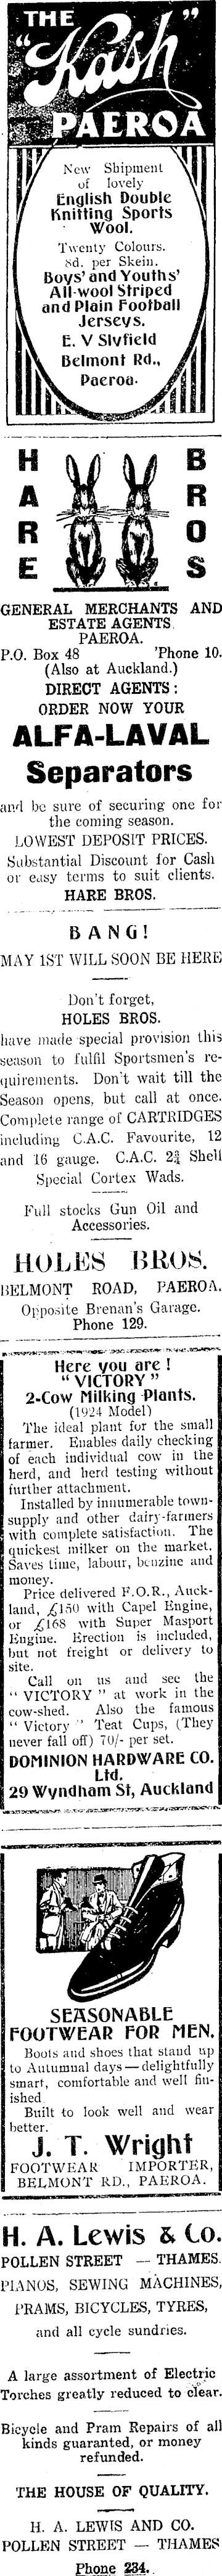 THE
"Kash"
PAEROA
New Shipment
of lovely
English Double
Knitting Sports
Wool.
Twenty Colours.
8d. per Skein.
Boys' and Youths'
All-wool Striped
and Plain Football
Jerseys.
E. V Slyfield
Belmont Rd.,
Paeroa.
HARE BROS
GENERAL MERCHANTS AND
ESTATE AGENTS.
PAEROA.
P.O. Box 48 'Phone 10.
(Also at Auckland.)
DIRECT AGENTS:
ORDER NOW YOUR
ALFA-LAVAL
Separators
and be sure of securing one for
the coming season.
LOWEST DEPOSIT PRICES.
Substantial Discount for Cash
or easy terms to suit clients.
HARE BROS.
BANG!
MAY 1ST WILL SOON BE HERE
Don't forget,
HOLES BROS.
have made special provision this
season to fulfil Sportsmen's re-
quirements. Don't wait till the
Season opens, but call at once.
Complete range of CARTRIDGES
including C.A.C. Favourite, 12
and 16 gauge. C.A.C. 2¾ Shell
Special Cortex Wads.
Full stocks Gun Oil and
Accessories.
HOLES BROS.
BELMONT ROAD, PAEROA.
Opposite Brenan's Garage.
Phone 129.
Here you are !
" VICTORY "
2-Cow Milking Plants.
(1924 Model)
The ideal plant for the small
farmer. Enables daily checking
of each individual cow in the
herd, and herd testing without
further attachment.
Installed by innumerable town-
supply and other dairy-farmers
with complete satisfaction. The
quickest milker on the market.
Saves time, labour, benzine and
money.
Price delivered F.O.R., Auck-
land, £150 with Capel Engine,
or £168 with Super Masport
Engine. Erection is included,
but not freight or delivery to
site.
Call on us and see the
" VICTORY " at work in the
cow-shed. Also the famous
" Victory " Teat Cups, (They
never fall off) 70/- per set.
DOMINION HARDWARE CO.
Ltd.
29 Wyndham St, Auckland
SEASONABLE
FOOTWEAR FOR MEN.
Boots and shoes that stand up
to Autumnal days—delightfully
smart, comfortable and well fin-
ished.
Built to look well and wear
better.
J. T. Wright
FOOTWEAR IMPORTER,
BELMONT RD., PAEROA.
H. A. Lewis & Co.
POLLEN STREET — THAMES.
PIANOS, SEWING MACHINES,
PRAMS, BICYCLES, TYRES,
and all cycle sundries.
A large assortment of Electric
Torches greatly reduced to clear.
Bicycle and Pram Repairs of all
kinds guaranted, or money
refunded.
THE HOUSE OF QUALITY.
H. A. LEWIS AND CO.
POLLEN STREET — THAMES
Phone 234.